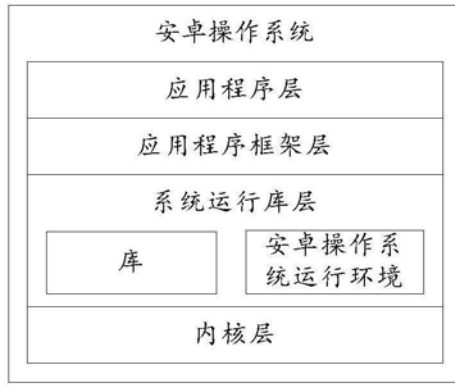 安卓操作系统
应用程序层
应用程序框架层
系统运行库层
库
安卓操作系
统运行环境
内核层